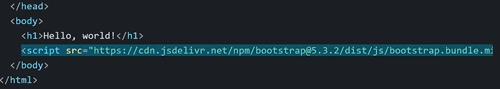 </head>
<body>
<h1>Hello, world!</h1>
<script src="https://cdn.jsdelivr.net/npm/bootstrap@5.3.2/dist/js/bootstrap.bundle.mi
</body>
</html>